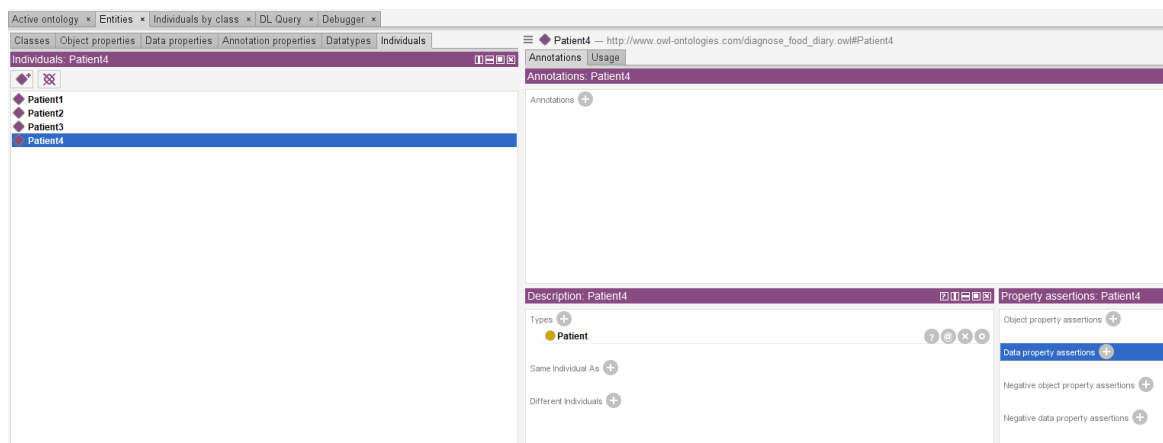 Active ontology × Entities × Individuals by class × DL Query × Debugger ×
Classes Object properties Data properties Annotation properties Datatypes Individuals
Individuals: Patient4
Patient1
Patient2
Patient3
Patient4
Patient4 — http://www.owl-ontologies.com/diagnose_food_diary.owl#Patient4
Annotations Usage
Annotations: Patient4
Annotations
Description: Patient4
Types
Patient
Same Individual As
Different Individuals
Property assertions: Patient4
Object property assertions
Data property assertions
Negative object property assertions
Negative data property assertions